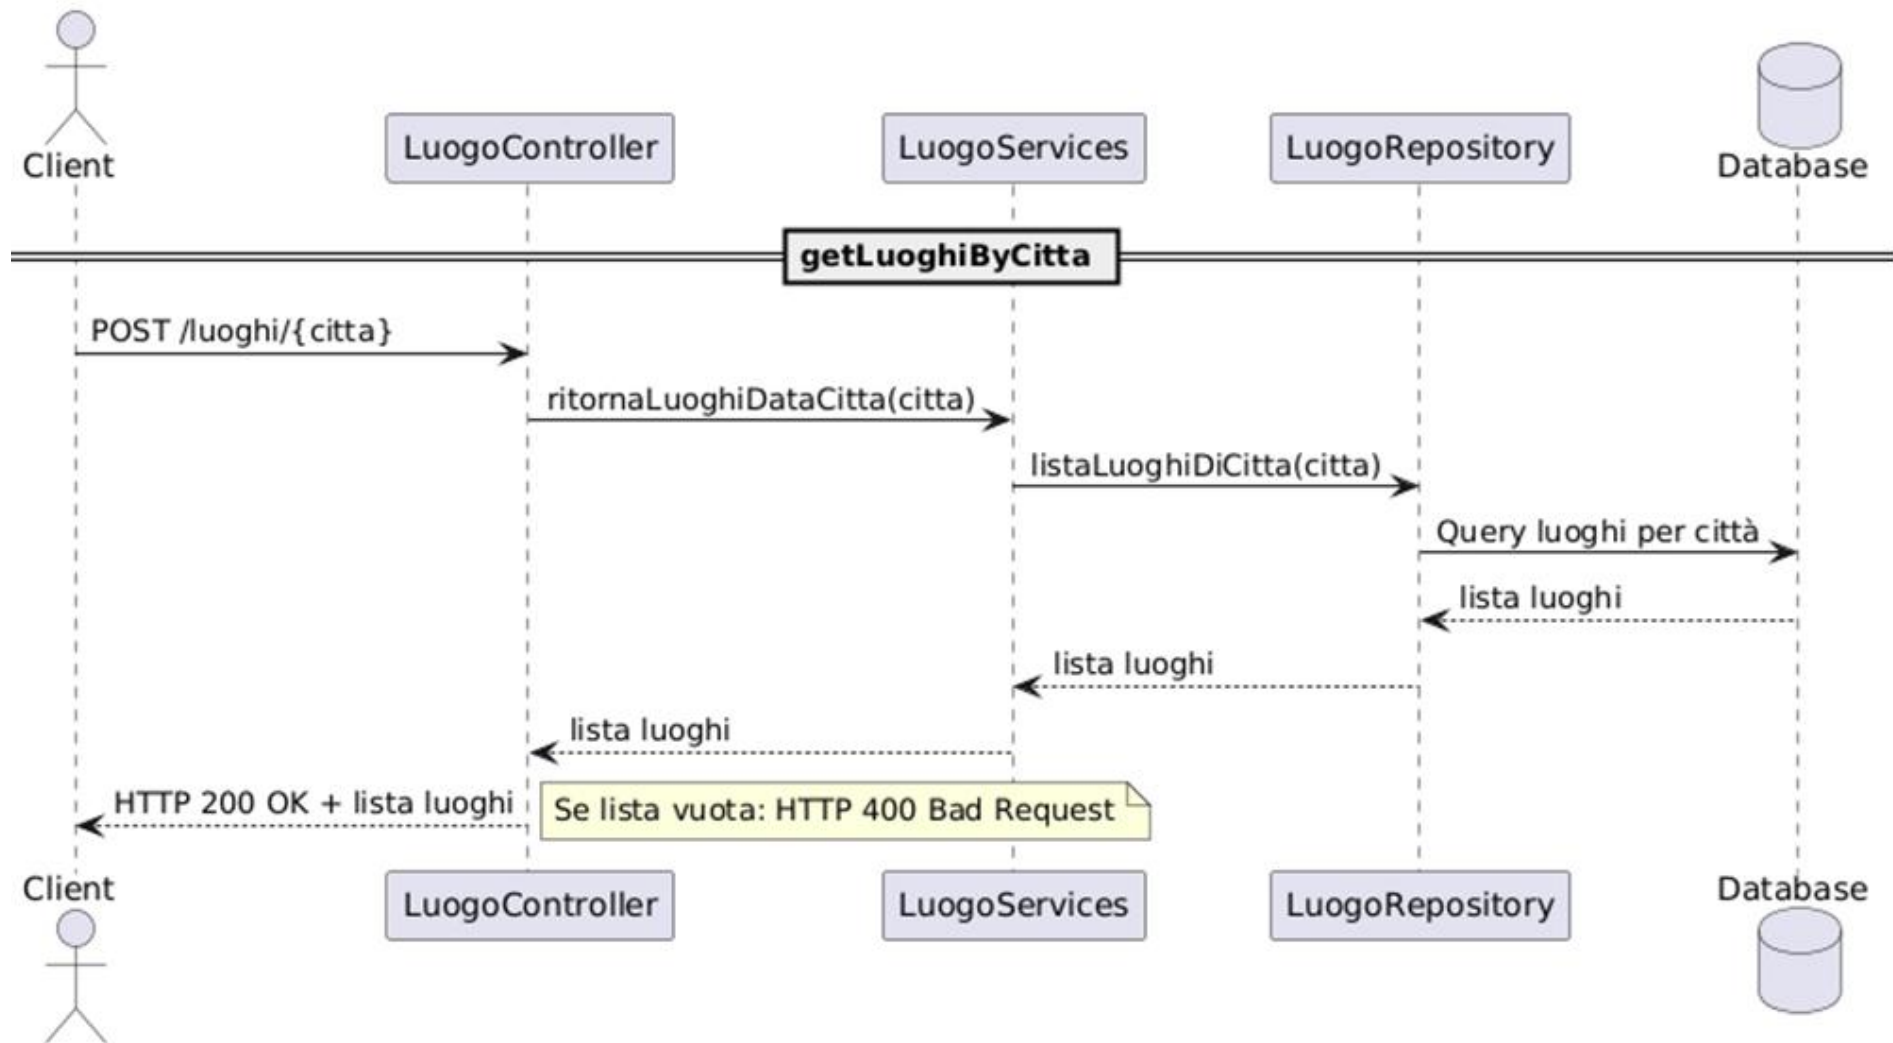 Client
LuogoController
LuogoServices
LuogoRepository
Database
getLuoghiByCitta
POST /luoghi/{citta}
ritornaLuoghiDataCitta(citta)
listaLuoghiDiCitta(citta)
Query luoghi per città
lista luoghi
lista luoghi
lista luoghi
HTTP 200 OK + lista luoghi
Se lista vuota: HTTP 400 Bad Request
Client
LuogoController
LuogoServices
LuogoRepository
Database